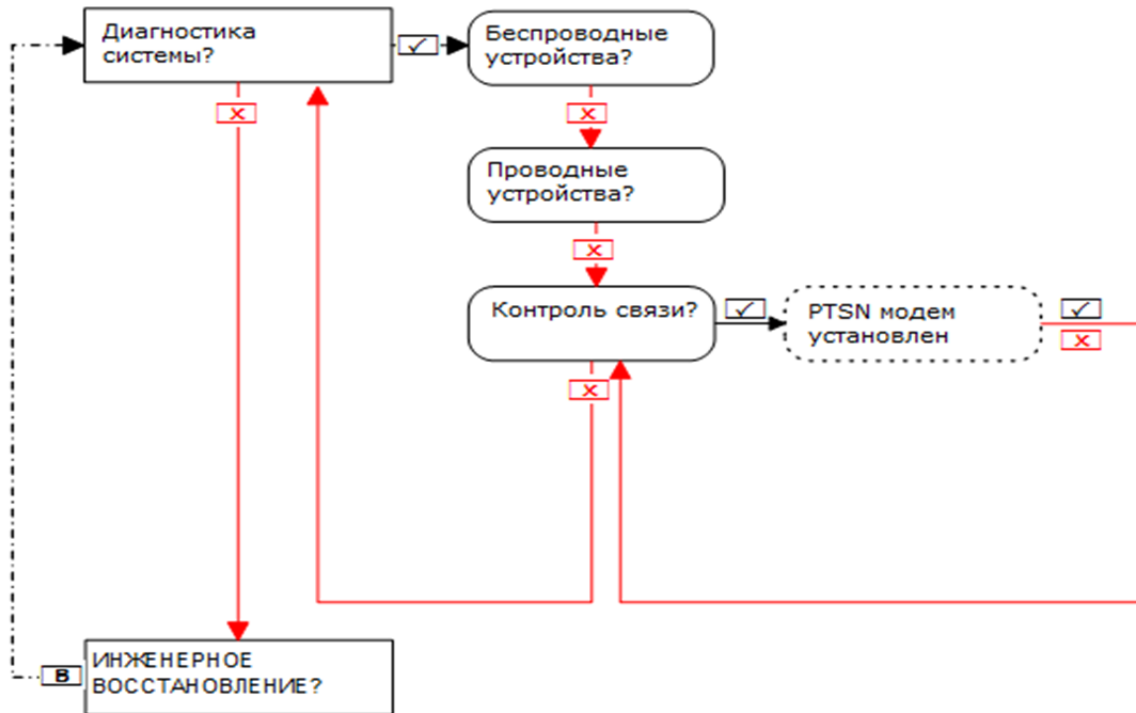 Диагностика
системы?
✓
Беспроводные
устройства?
X
X
Проводные
устройства?
X
Контроль связи?
✓
PTSN модем
установлен
✓
X
X
B
ИНЖЕНЕРНОЕ
ВОССТАНОВЛЕНИЕ?